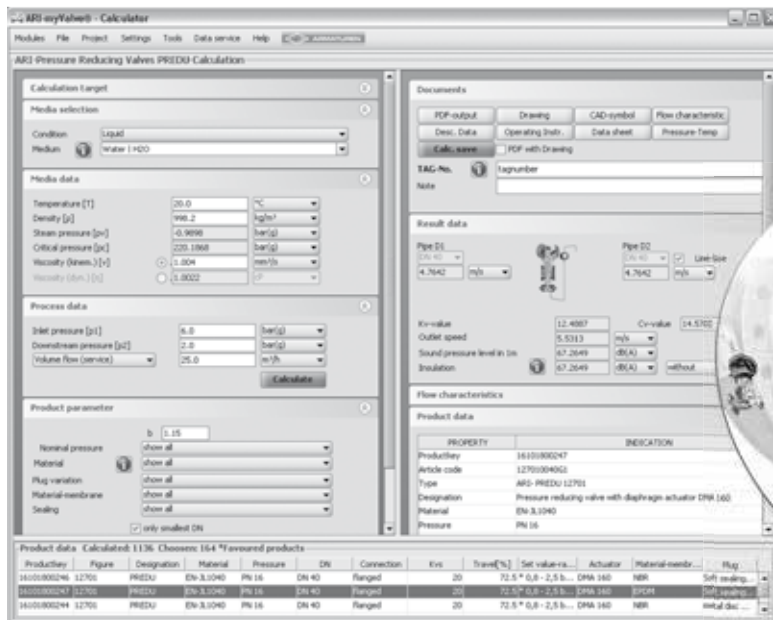 ARI-myValve® - Calculator
Modules File Project Settings Tools Data service Help
ARI-Pressure Reducing Valves PREDU Calculation
Calculation target
Media selection
Condition Liquid
Medium Water | H2O
Media data
Temperature [T] 20.0 °C
Density [ρ] 998.2 kg/m³
Steam pressure [pv] -0.9898 bar(g)
Critical pressure [pc] 220.1868 bar(g)
Viscosity (kinem.) [v] 1.004 mm²/s
Viscosity (dyn.) 1.0022 cP
Process data
Inlet pressure [p1] 6.0 bar(g)
Downstream pressure [p2] 2.0 bar(g)
Volume flow (service) 25.0 m³/h
Calculate
Product parameter
b 1.15
Nominal pressure show all
Material show all
Plug variation show all
Material-membrane show all
Sealing show all
only smallest DN
Documents
PDF-output Drawing CAD-symbol Flow characteristic
Desc. Data Operating Instr. Data sheet Pressure-Temp
Calc. save PDF with Drawing
TAG-No. tagnumber
Note
Result data
Pipe D1 Pipe D2
DN 40 DN 40 Line-Size
4.7642 m/s 4.7642 m/s
Kv-value 12.4887 Cv-value
Outlet speed 5.5313 m/s
Sound pressure level in 1m 67.2649 dB(A)
Insulation 67.2649 dB(A) without
Flow characteristics
Product data
PROPERTY INDICATION
Productkey 16101800247
Article code 127010040G1
Type ARI- PREDU 12701
Designation Pressure reducing valve with diaphragm actuator DMA 160
Material EN-JL1040
Pressure PN 16
Product data Calculated: 1136 Choosen: 164 *Favoured products
Productkey Figure Designation Material Pressure DN Connection Kvs Travel[%] Set value-ra... Actuator Material-membr... Plug
16101800246 12701 PREDU EN-JL1040 PN 16 DN 40 flanged 20 72.5 * 0,8 - 2,5 b... DMA 160 NBR Soft sealing...
16101800247 12701 PREDU EN-JL1040 PN 16 DN 40 flanged 20 72.5 * 0,8 - 2,5 b... DMA 160 EPDM Soft sealing...
16101800244 12701 PREDU EN-JL1040 PN 16 DN 40 flanged 20 72.5 * 0,8 - 2,5 b... DMA 160 NBR metal disc ...